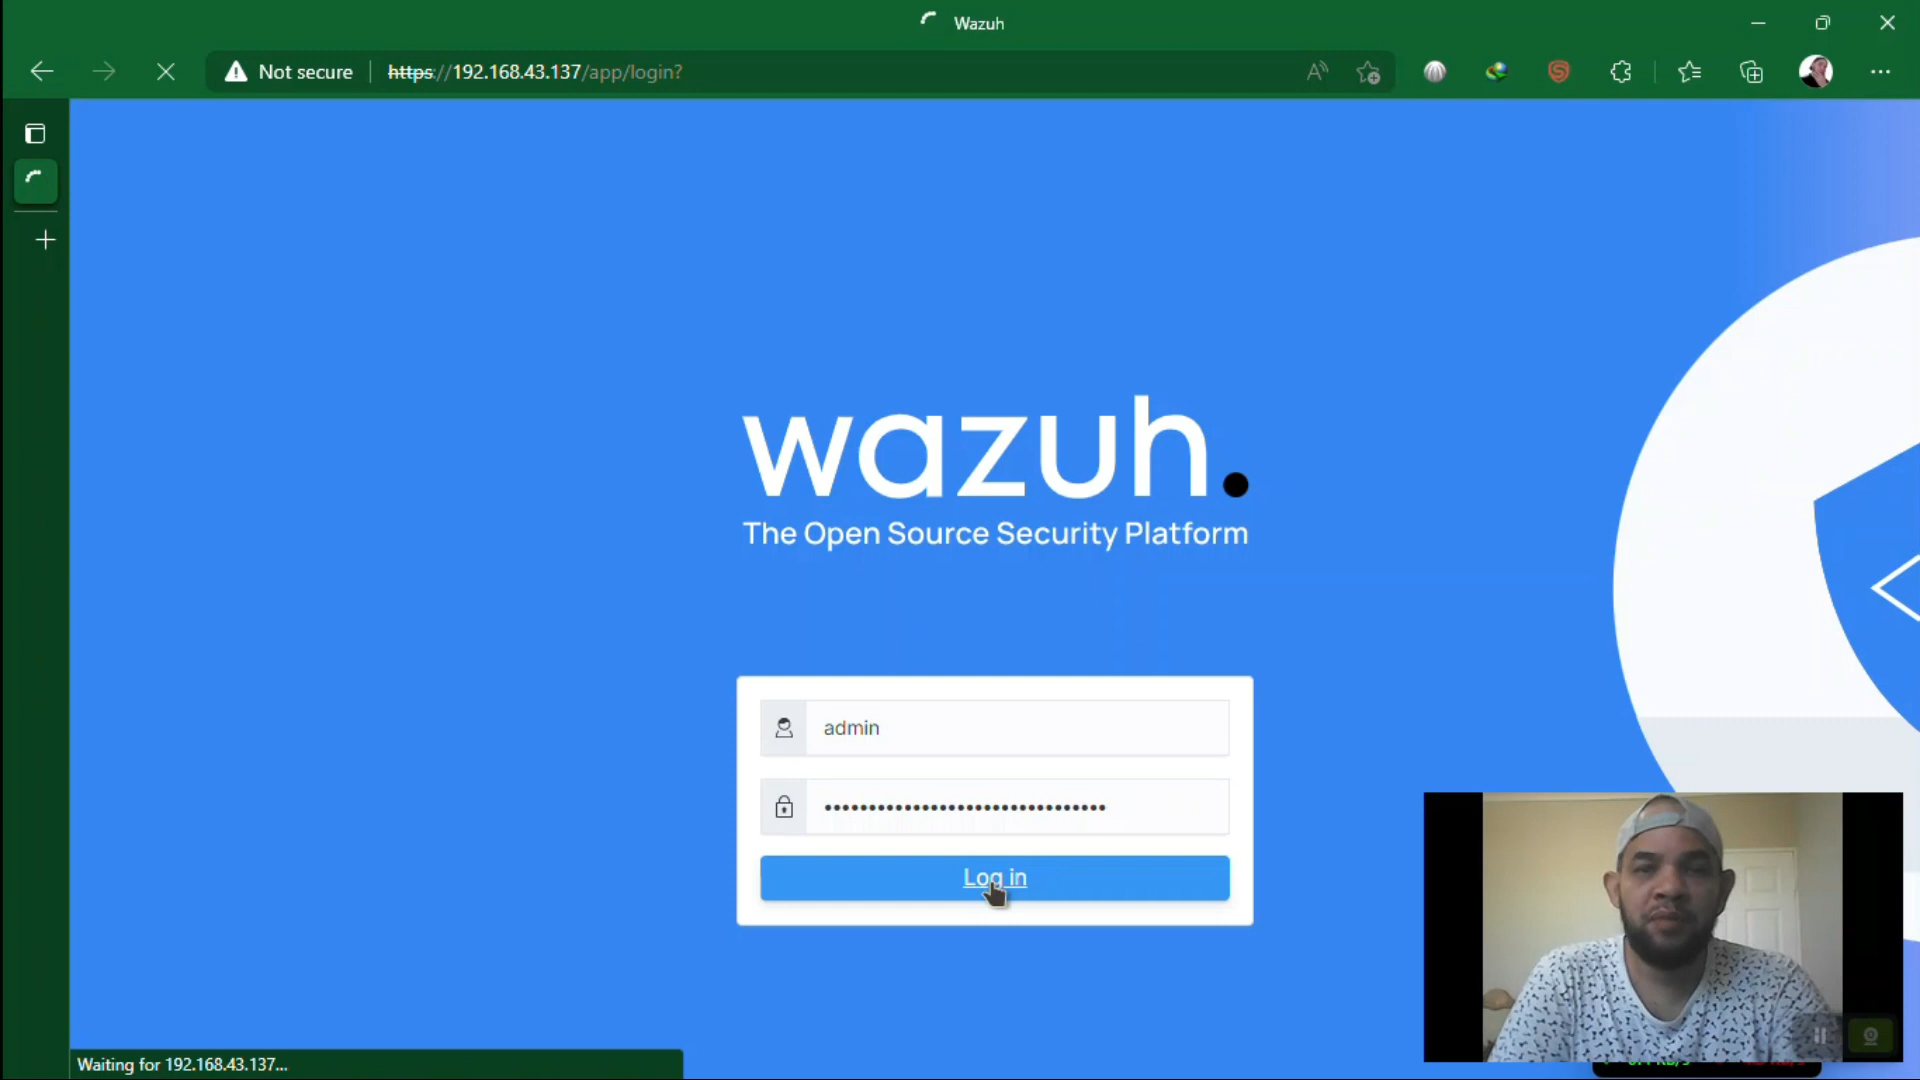 Wazuh
Not secure
https://192.168.43.137/app/login?
wazuh.
The Open Source Security Platform
admin
Log in
Waiting for 192.168.43.137...